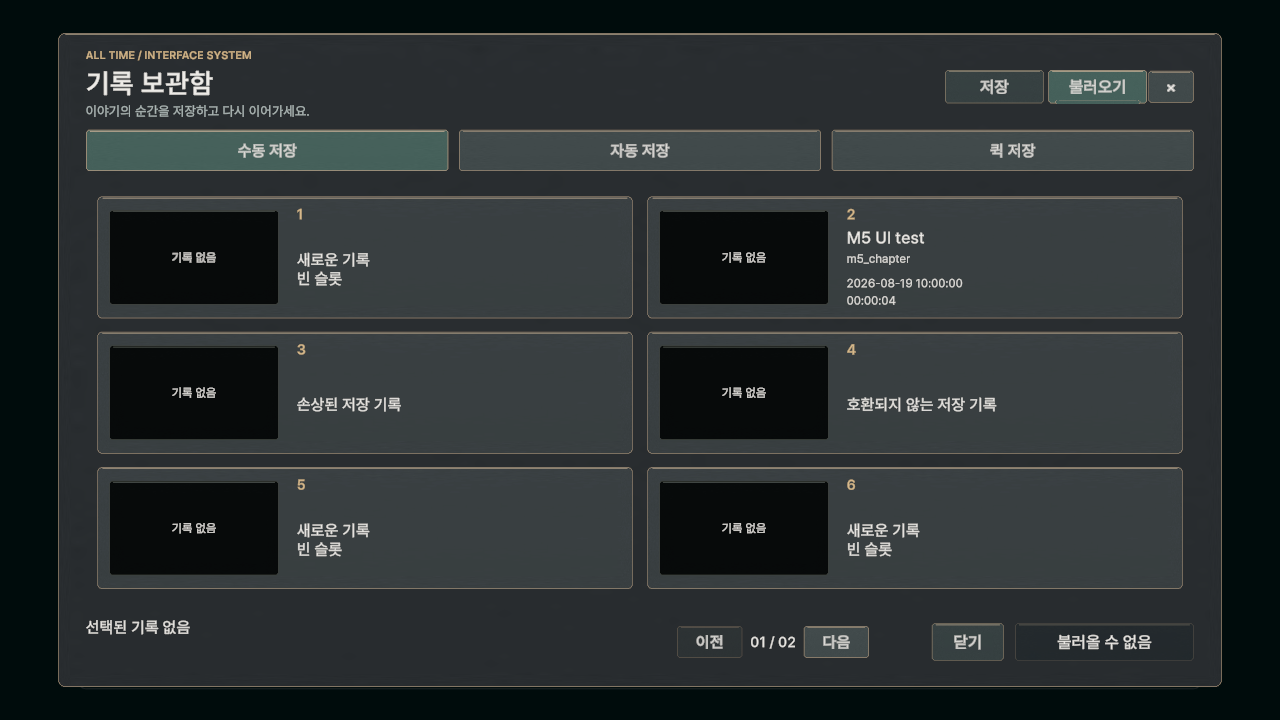 ALL TIME / INTERFACE SYSTEM
기록 보관함
이야기의 순간을 저장하고 다시 이어가세요.
저장
불러오기
×
수동 저장
자동 저장
퀵 저장
기록 없음
1
새로운 기록
빈 슬롯
기록 없음
2
M5 UI test
m5_chapter
2026-08-19 10:00:00
00:00:04
기록 없음
3
손상된 저장 기록
기록 없음
4
호환되지 않는 저장 기록
기록 없음
5
새로운 기록
빈 슬롯
기록 없음
6
새로운 기록
빈 슬롯
선택된 기록 없음
이전
01 / 02
다음
닫기
불러올 수 없음